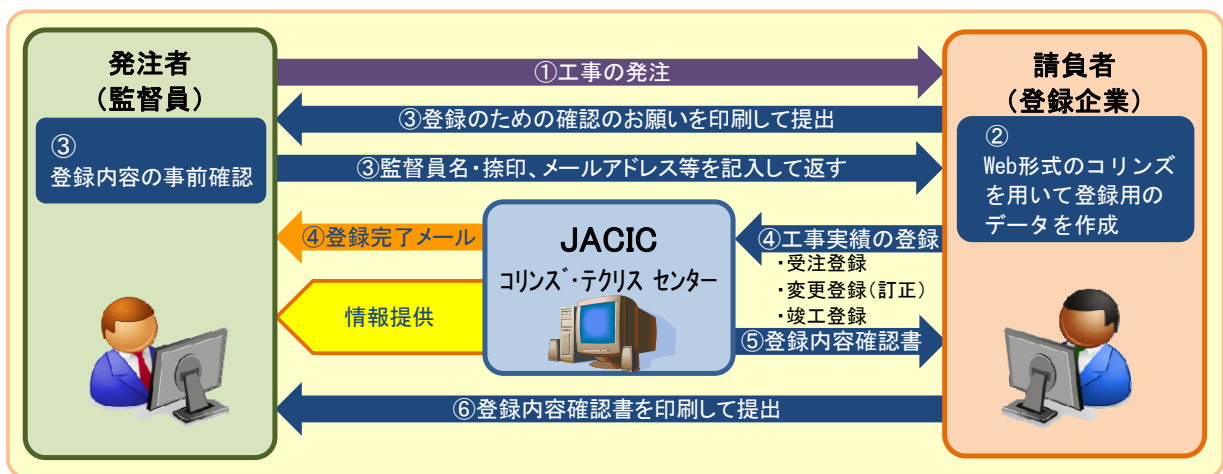 発注者
(監督員)
③
登録内容の事前確認
①工事の発注
③登録のための確認のお願いを印刷して提出
③監督員名・捺印、メールアドレス等を記入して返す
請負者
(登録企業)
②
Web形式のコリンズ
を用いて登録用の
データを作成
④登録完了メール
情報提供
JACIC
コリンズ・テクリス センター
④工事実績の登録
・受注登録
・変更登録(訂正)
・竣工登録
⑤登録内容確認書
⑥登録内容確認書を印刷して提出